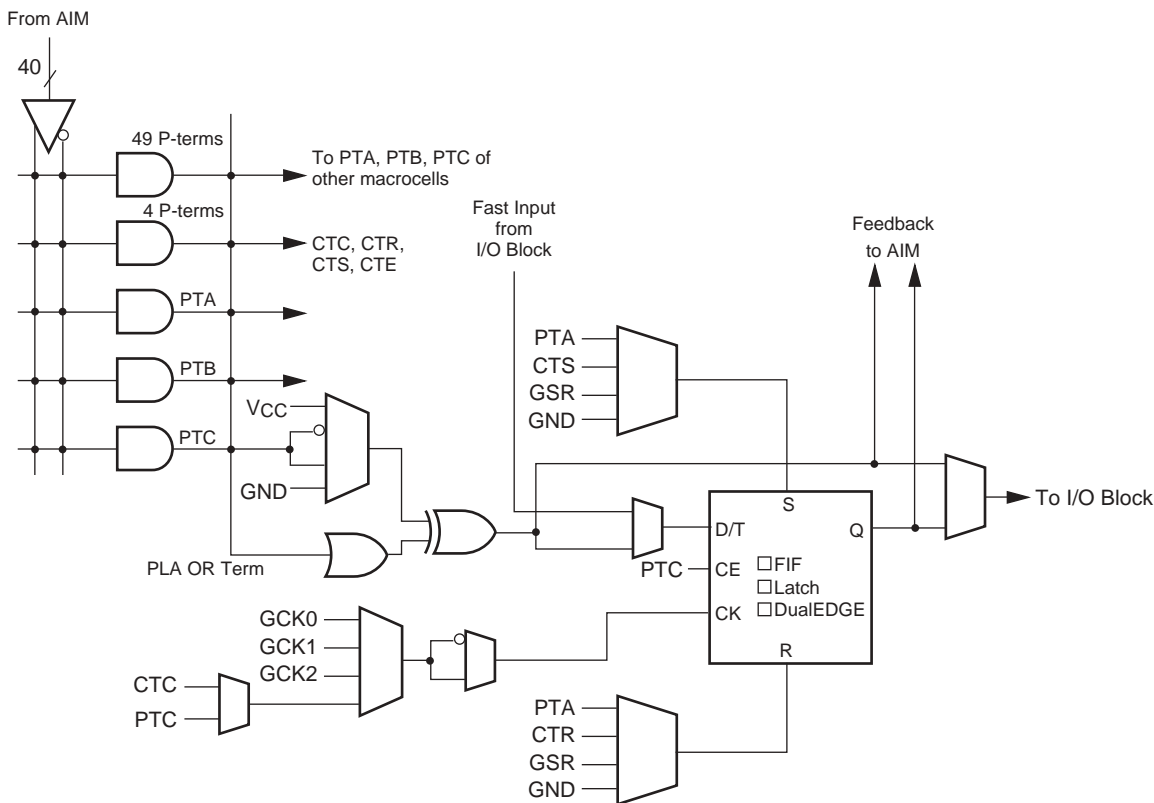 From AIM
40
49 P-terms
To PTA, PTB, PTC of
other macrocells
4 P-terms
CTC, CTR,
CTS, CTE
Fast Input
from
I/O Block
Feedback
to AIM
PTA
PTB
PTC
VCC
GND
PLA OR Term
PTA
CTS
GSR
GND
S
D/T
Q
CE
PTC
FIF
Latch
DualEDGE
CK
R
To I/O Block
GCK0
GCK1
GCK2
CTC
PTC
PTA
CTR
GSR
GND